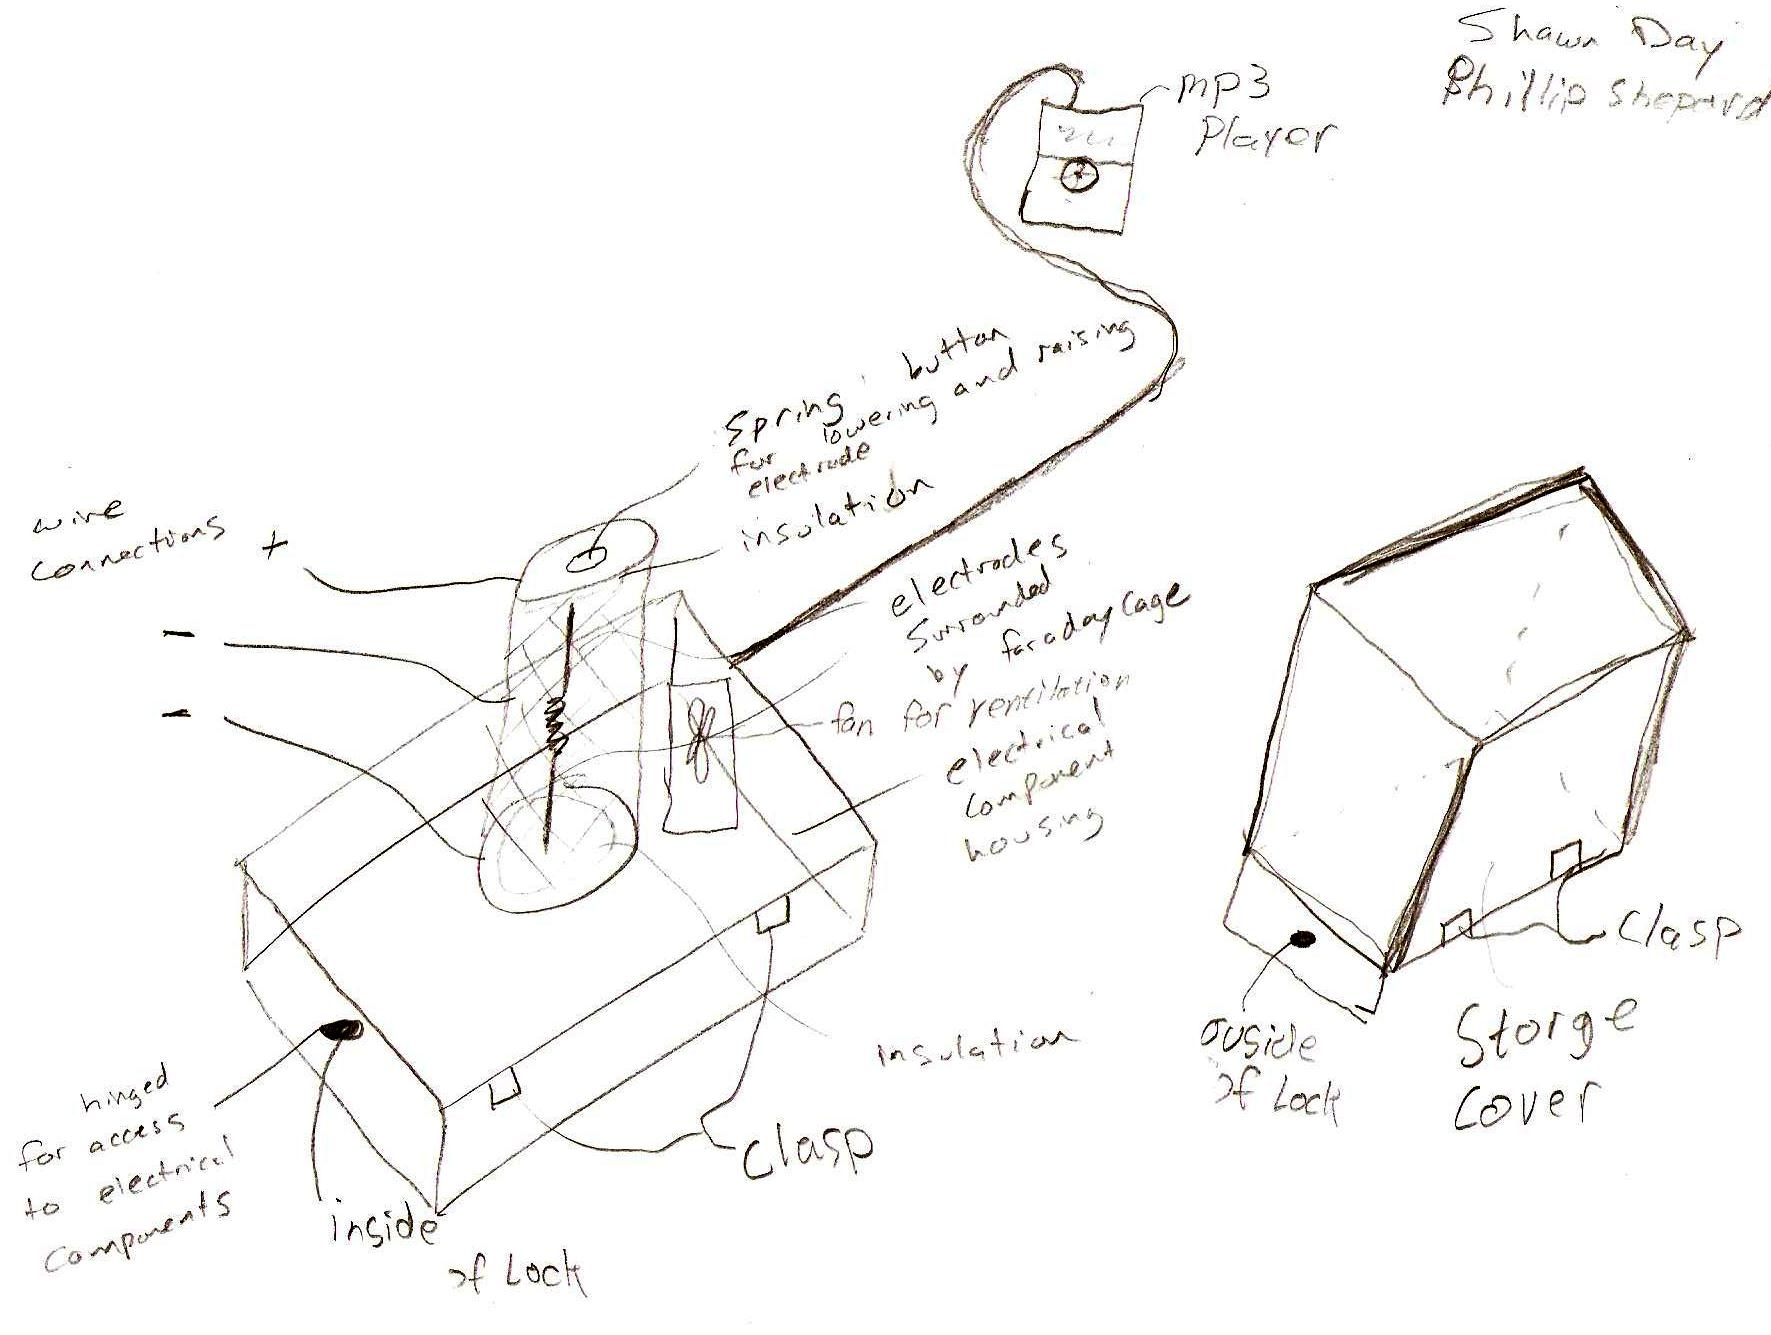 Shawn Day
Phillip Shepard
mp3
Player
Spring, button
for lowering and raising
electrode
insulation
wire
connections +
-
-
electrodes
surrounded
by faraday cage
fan for ventilation
electrical
component
housing
insulation
Clasp
hinged
for access
to electrical
components
inside
of Lock
Clasp
ouside
of Lock
Storge
cover